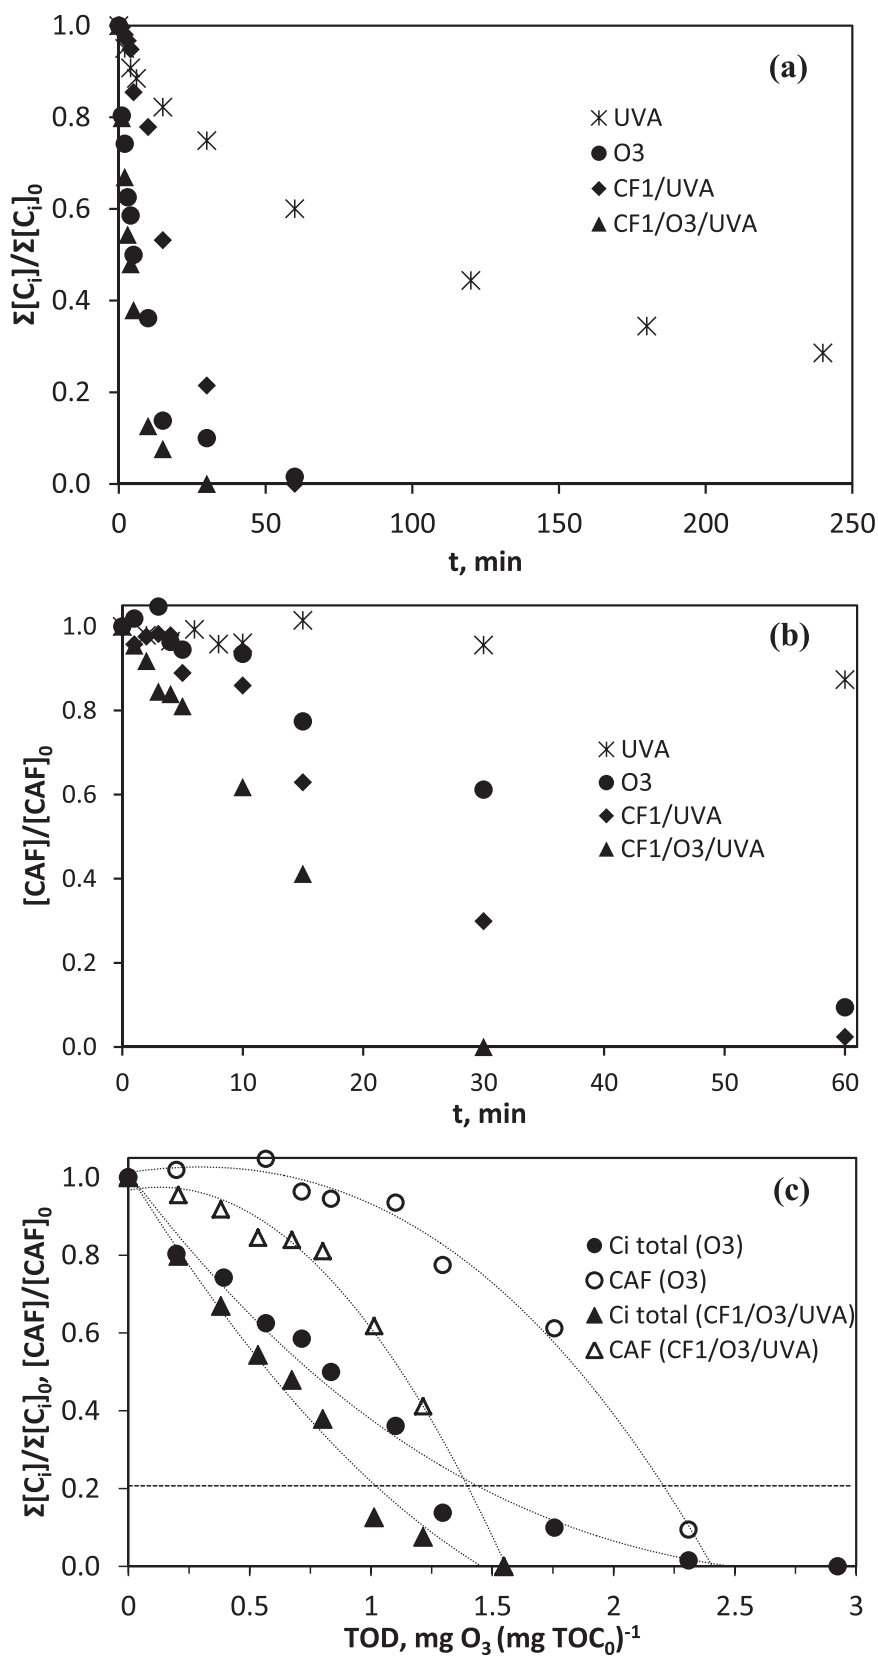 (a)
1.0
0.8
0.6
0.4
0.2
0.0
Σ[Ci]/Σ[Ci]0
UVA
O3
CF1/UVA
CF1/O3/UVA
0 50 100 150 200 250
t, min
(b)
1.0
0.8
0.6
0.4
0.2
0.0
[CAF]/[CAF]0
UVA
O3
CF1/UVA
CF1/O3/UVA
0 10 20 30 40 50 60
t, min
(c)
1.0
0.8
0.6
0.4
0.2
0.0
Σ[Ci]/Σ[Ci]0, [CAF]/[CAF]0
Ci total (O3)
CAF (O3)
Ci total (CF1/O3/UVA)
CAF (CF1/O3/UVA)
0 0.5 1 1.5 2 2.5 3
TOD, mg O3 (mg TOC0)-1